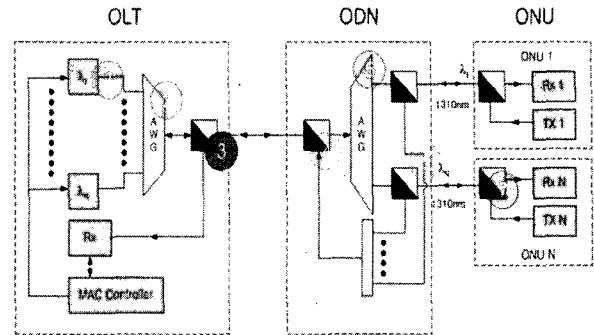 OLT
ODN
ONU
ONU 1
λ1
AWG
3
AWG
λ1
1310nm
Rx 1
TX 1
λN
Rx
MAC Controller
λN
1310nm
Rx N
TX N
ONU N